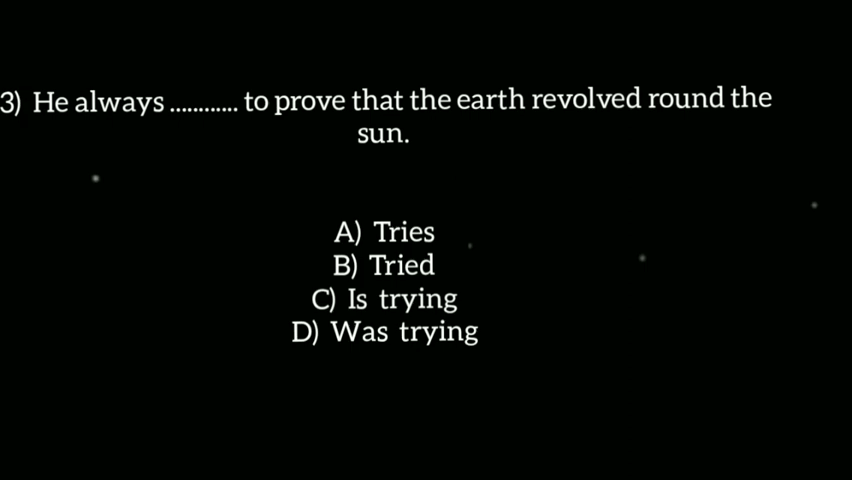 3) He always ............ to prove that the earth revolved round the
sun.
A) Tries
B) Tried
C) Is trying
D) Was trying